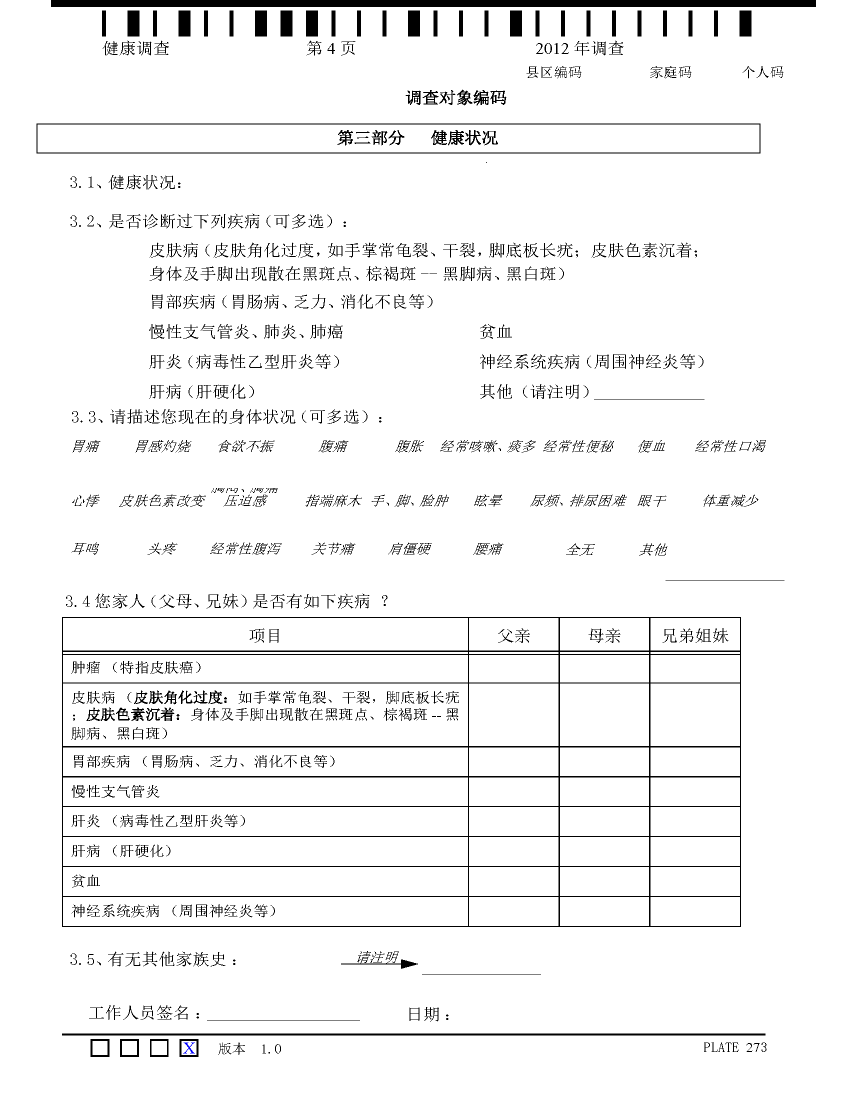 健康调查 第 4 页 2012 年调查
县区编码 家庭码 个人码
调查对象编码
第三部分 健康状况
3.1、健康状况：
3.2、是否诊断过下列疾病（可多选）：
皮肤病（皮肤角化过度，如手掌常龟裂、干裂，脚底板长疣；皮肤色素沉着；
身体及手脚出现散在黑斑点、棕褐斑 -- 黑脚病、黑白斑）
胃部疾病（胃肠病、乏力、消化不良等）
慢性支气管炎、肺炎、肺癌 贫血
肝炎（病毒性乙型肝炎等） 神经系统疾病（周围神经炎等）
肝病（肝硬化） 其他（请注明）
3.3、请描述您现在的身体状况（可多选）：
胃痛 胃感灼烧 食欲不振 腹痛 腹胀 经常咳嗽、痰多 经常性便秘 便血 经常性口渴
心悸 皮肤色素改变 压迫感 指端麻木 手、脚、脸肿 眩晕 尿频、排尿困难 眼干 体重减少
耳鸣 头疼 经常性腹泻 关节痛 肩僵硬 腰痛 全无 其他
3.4 您家人（父母、兄妹）是否有如下疾病 ？
项目 父亲 母亲 兄弟姐妹
肿瘤 （特指皮肤癌）
皮肤病 （皮肤角化过度：如手掌常龟裂、干裂，脚底板长疣
；皮肤色素沉着：身体及手脚出现散在黑斑点、棕褐斑 -- 黑
脚病、黑白斑）
胃部疾病 （胃肠病、乏力、消化不良等）
慢性支气管炎
肝炎 （病毒性乙型肝炎等）
肝病 （肝硬化）
贫血
神经系统疾病 （周围神经炎等）
3.5、有无其他家族史： 请注明
工作人员签名： 日期：
X 版本 1.0 PLATE 273